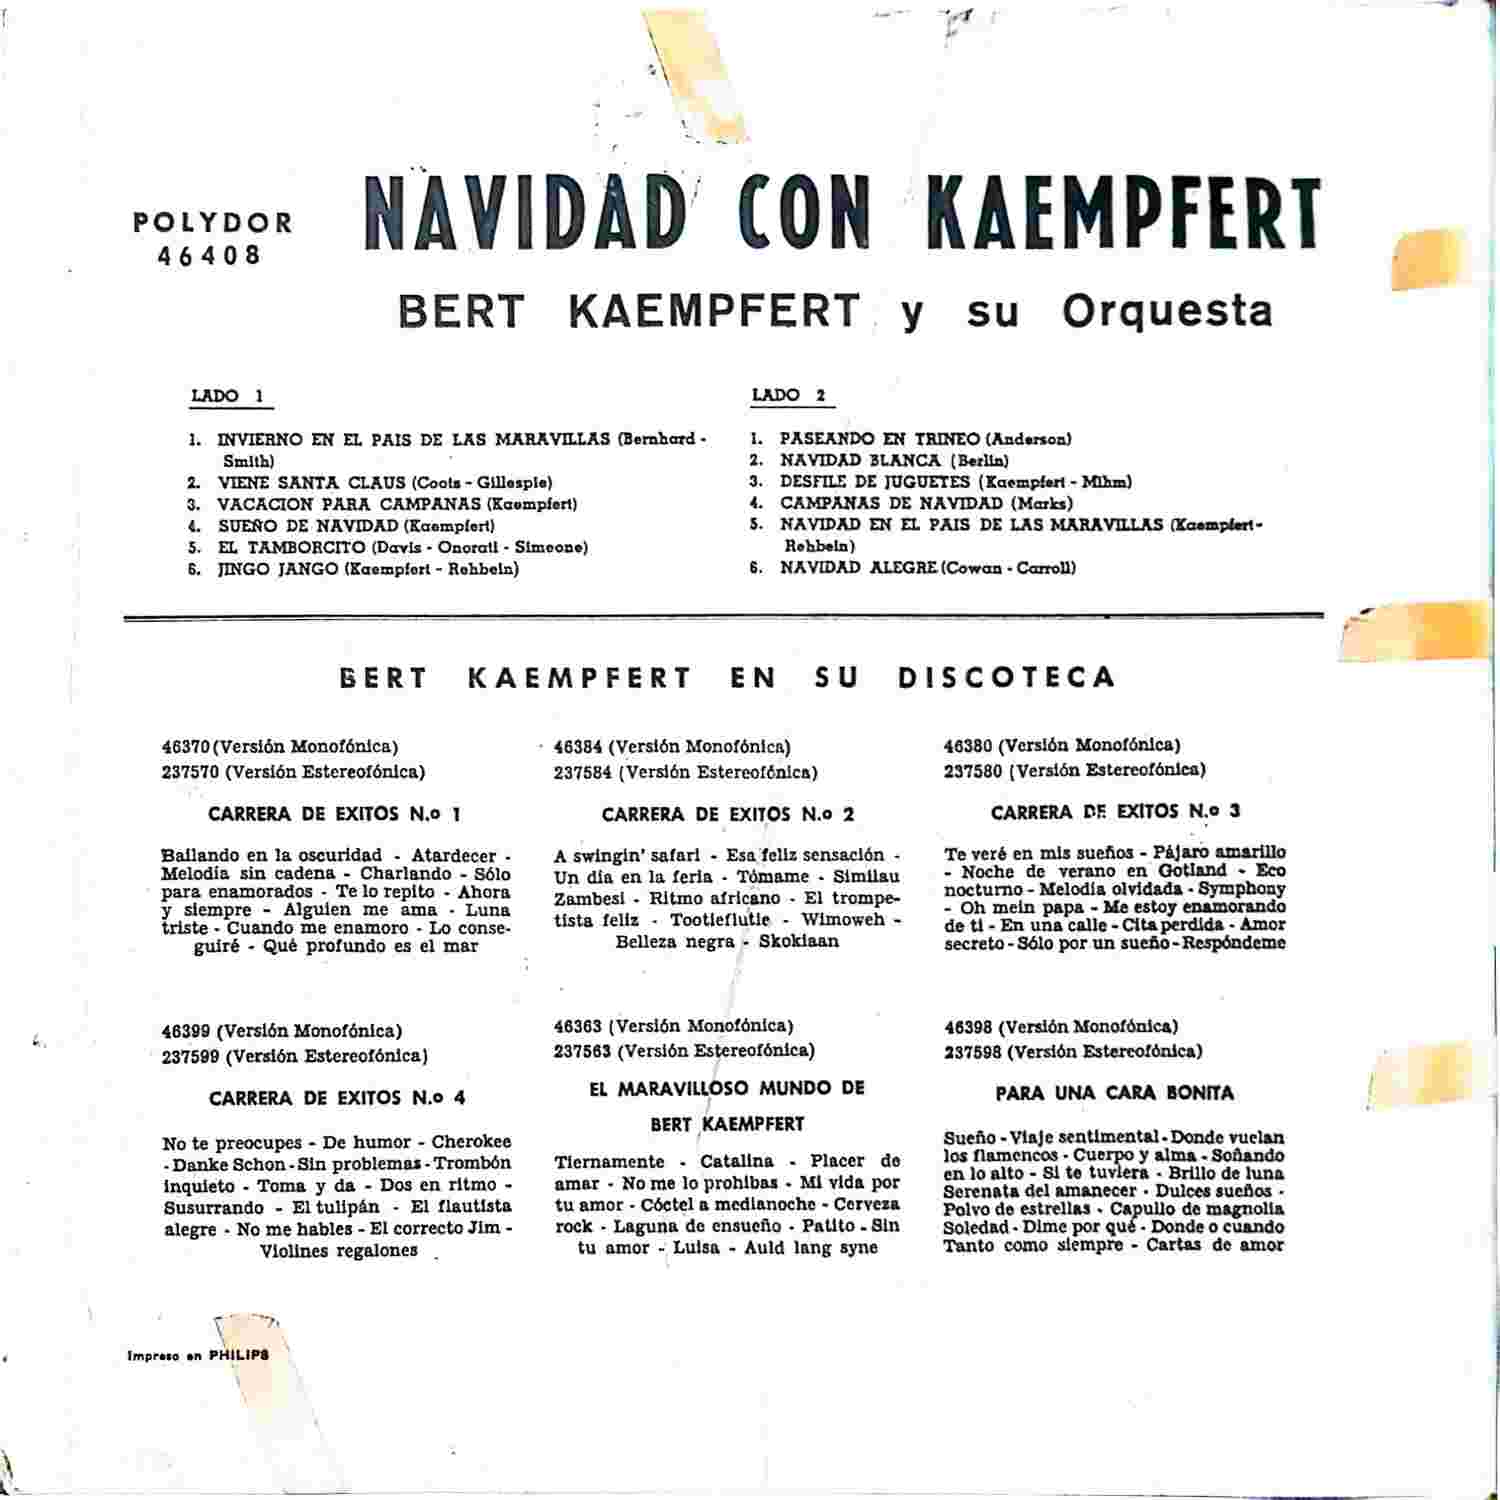 POLYDOR
46408
NAVIDAD CON KAEMPFERT
BERT KAEMPFERT y su Orquesta
LADO 1
1. INVIERNO EN EL PAIS DE LAS MARAVILLAS (Bernhard -
Smith)
2. VIENE SANTA CLAUS (Coots - Gillespie)
3. VACACION PARA CAMPANAS (Kaempfert)
4. SUEÑO DE NAVIDAD (Kaempfert)
5. EL TAMBORCITO (Davis - Onorati - Simeone)
6. JINGO JANGO (Kaempfert - Rehbein)
LADO 2
1. PASEANDO EN TRINEO (Anderson)
2. NAVIDAD BLANCA (Berlin)
3. DESFILE DE JUGUETES (Kaempfert - Mihm)
4. CAMPANAS DE NAVIDAD (Marks)
5. NAVIDAD EN EL PAIS DE LAS MARAVILLAS (Kaempfert-
Rehbein)
6. NAVIDAD ALEGRE (Cowan - Carroll)
BERT KAEMPFERT EN SU DISCOTECA
46370 (Versión Monofónica)
237570 (Versión Estereofónica)
CARRERA DE EXITOS N.o 1
Bailando en la oscuridad - Atardecer -
Melodía sin cadena - Charlando - Sólo
para enamorados - Te lo repito - Ahora
y siempre - Alguien me ama - Luna
triste - Cuando me enamoro - Lo conse-
guiré - Qué profundo es el mar
46384 (Versión Monofónica)
237584 (Versión Estereofónica)
CARRERA DE EXITOS N.o 2
A swingin' safari - Esa feliz sensación -
Un día en la feria - Tómame - Similau
Zambesi - Ritmo africano - El trompe-
tista feliz - Tootieflutie - Wimoweh -
Belleza negra - Skokiaan
46380 (Versión Monofónica)
237580 (Versión Estereofónica)
CARRERA DE EXITOS N.o 3
Te veré en mis sueños - Pájaro amarillo
- Noche de verano en Gotland - Eco
nocturno - Melodía olvidada - Symphony
- Oh mein papa - Me estoy enamorando
de ti - En una calle - Cita perdida - Amor
secreto - Sólo por un sueño - Respóndeme
46399 (Versión Monofónica)
237599 (Versión Estereofónica)
CARRERA DE EXITOS N.o 4
No te preocupes - De humor - Cherokee
- Danke Schon - Sin problemas - Trombón
inquieto - Toma y da - Dos en ritmo -
Susurrando - El tulipán - El flautista
alegre - No me hables - El correcto Jim -
Violines regalones
46363 (Versión Monofónica)
237563 (Versión Estereofónica)
EL MARAVILLOSO MUNDO DE
BERT KAEMPFERT
Tiernamente - Catalina - Placer de
amar - No me lo prohibas - Mi vida por
tu amor - Cóctel a medianoche - Cerveza
rock - Laguna de ensueño - Patito - Sin
tu amor - Luisa - Auld lang syne
46398 (Versión Monofónica)
237598 (Versión Estereofónica)
PARA UNA CARA BONITA
Sueño - Viaje sentimental - Donde vuelan
los flamencos - Cuerpo y alma - Soñando
en lo alto - Si te tuviera - Brillo de luna
Serenata del amanecer - Dulces sueños -
Polvo de estrellas - Capullo de magnolia
Soledad - Dime por qué - Donde o cuando
Tanto como siempre - Cartas de amor
Impreso en PHILIPS